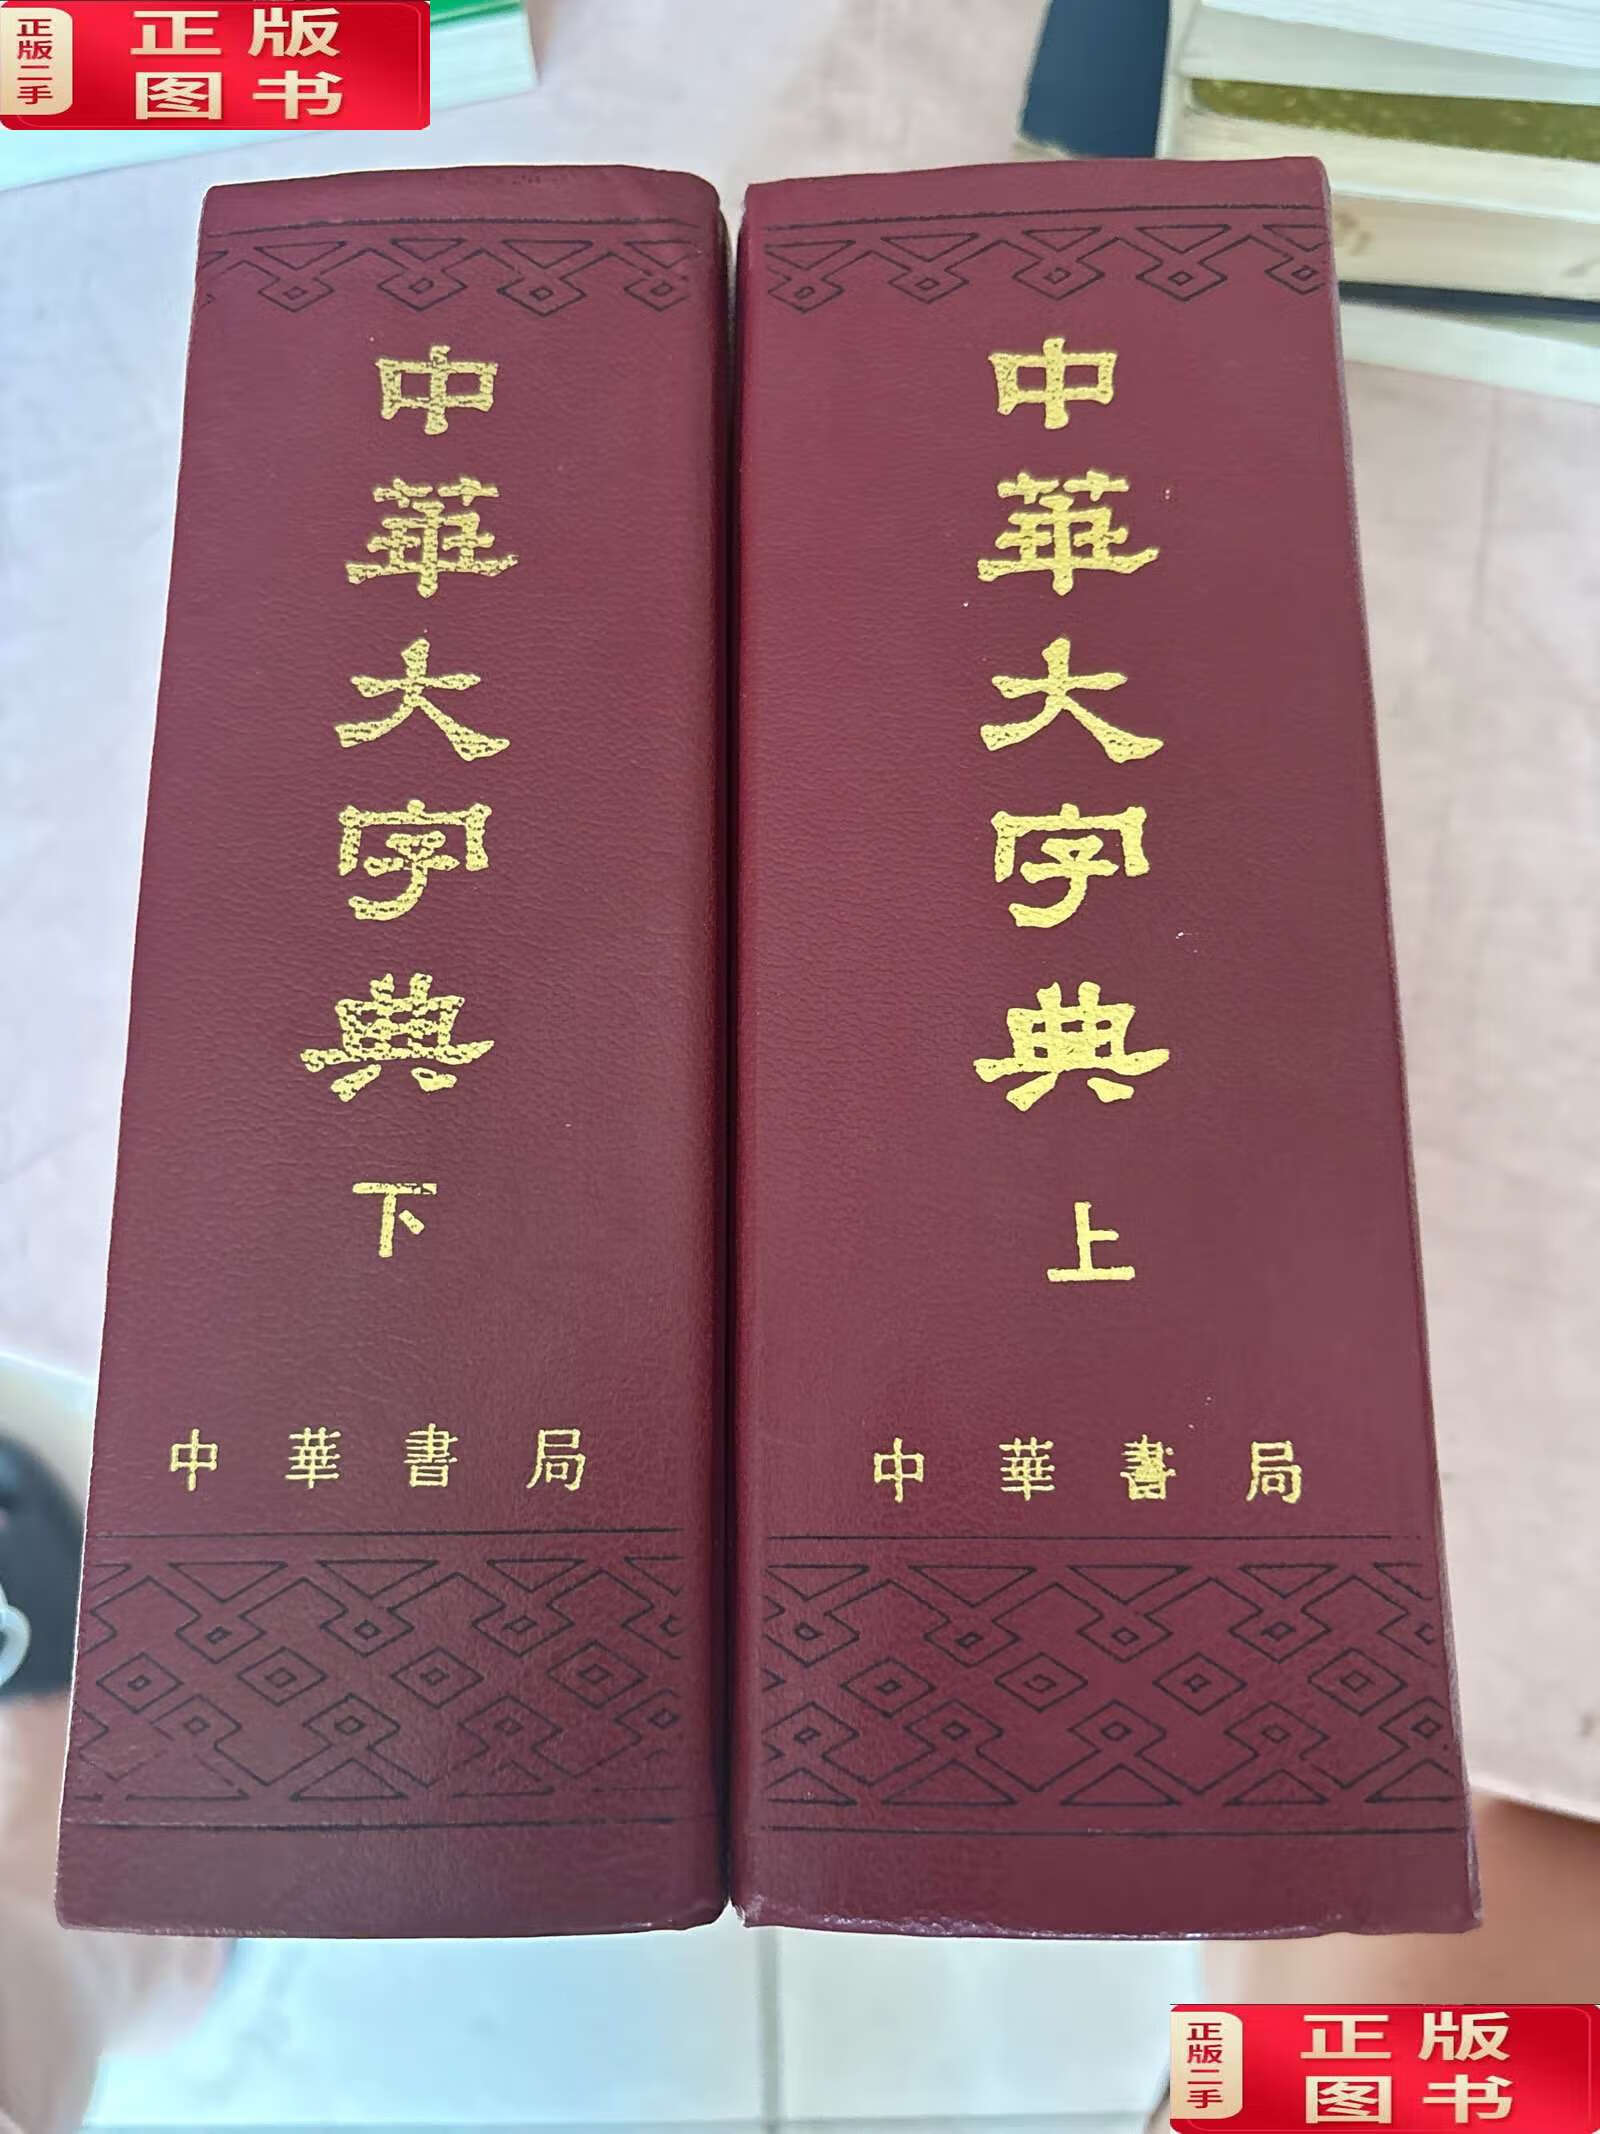 正版二手
正版
图书
中華大字典
下
中華書局
中華大字典
上
中華書局
正版二手
正版
图书